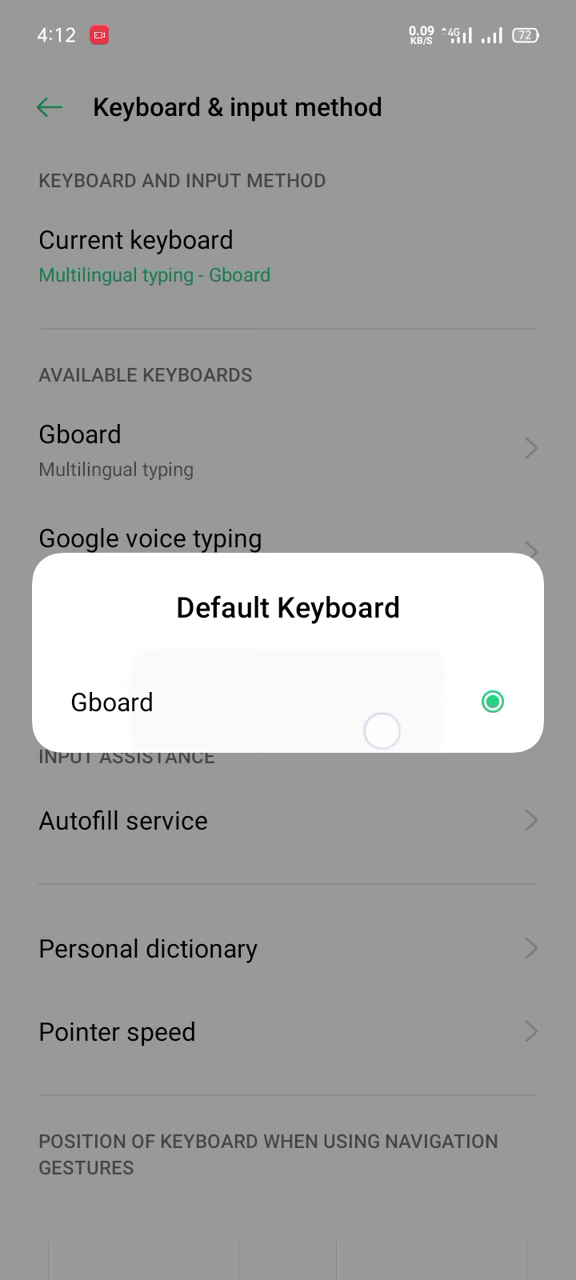 4:12 0.09 KB/S 4G 72
Keyboard & input method
KEYBOARD AND INPUT METHOD
Current keyboard
Multilingual typing - Gboard
AVAILABLE KEYBOARDS
Gboard
Multilingual typing
Google voice typing
Default Keyboard
Gboard
INPUT ASSISTANCE
Autofill service
Personal dictionary
Pointer speed
POSITION OF KEYBOARD WHEN USING NAVIGATION
GESTURES